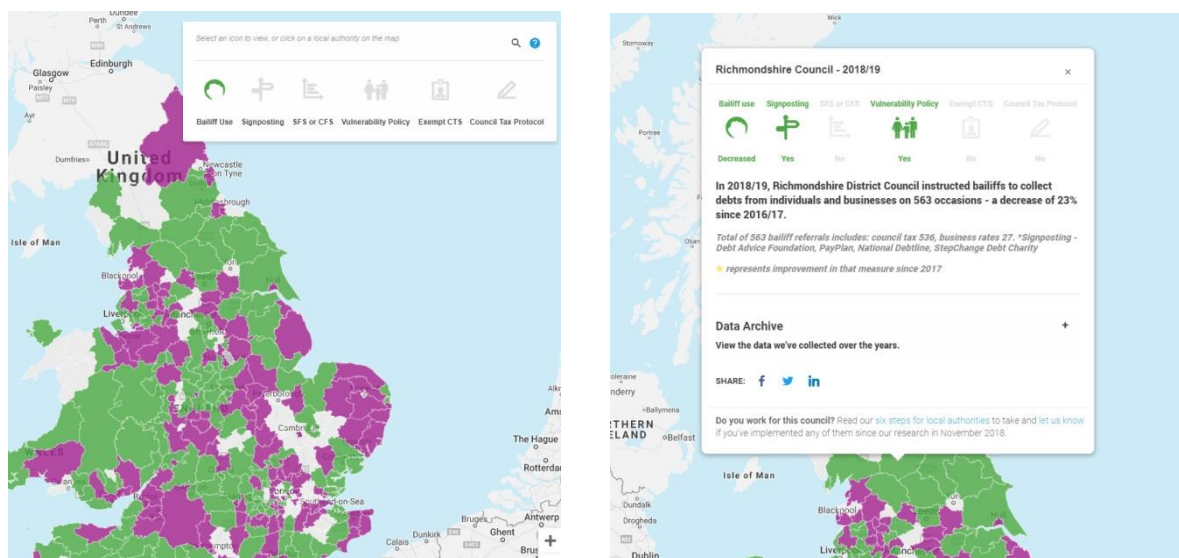 Dundee
Perth
St Andrews
Glasgow
Edinburgh
Paisley
Ayr
Dumfries
United
Kingdom
Newcastle
on Tyne
Isle of Man
Blackpool
Hull
Liverpool
Cambridge
The Hague
Rotterdam
Bruges
Antwerp
Ghent
Dunkirk
Calais
Select an icon to view, or click on a local authority on the map
Bailiff Use Signposting SFS or CFS Vulnerability Policy Exempt CTS Council Tax Protocol
Wick
Stornoway
Portree
Oban
Richmondshire Council - 2018/19
Bailiff use Signposting SFS or CFS Vulnerability Policy Exempt CTS Council Tax Protocol
Decreased Yes No Yes No No
In 2018/19, Richmondshire District Council instructed bailiffs to collect
debts from individuals and businesses on 563 occasions - a decrease of 23%
since 2016/17.
Total of 563 bailiff referrals includes: council tax 536, business rates 27. *Signposting -
Debt Advice Foundation, PayPlan, National Debtline, StepChange Debt Charity
represents improvement in that measure since 2017
Data Archive +
View the data we've collected over the years.
SHARE: f in
Do you work for this council? Read our six steps for local authorities to take and let us know
if you've implemented any of them since our research in November 2018.
Ballymena
Belfast
Isle of Man
Dundalk
Drogheda
Dublin
Blackpool